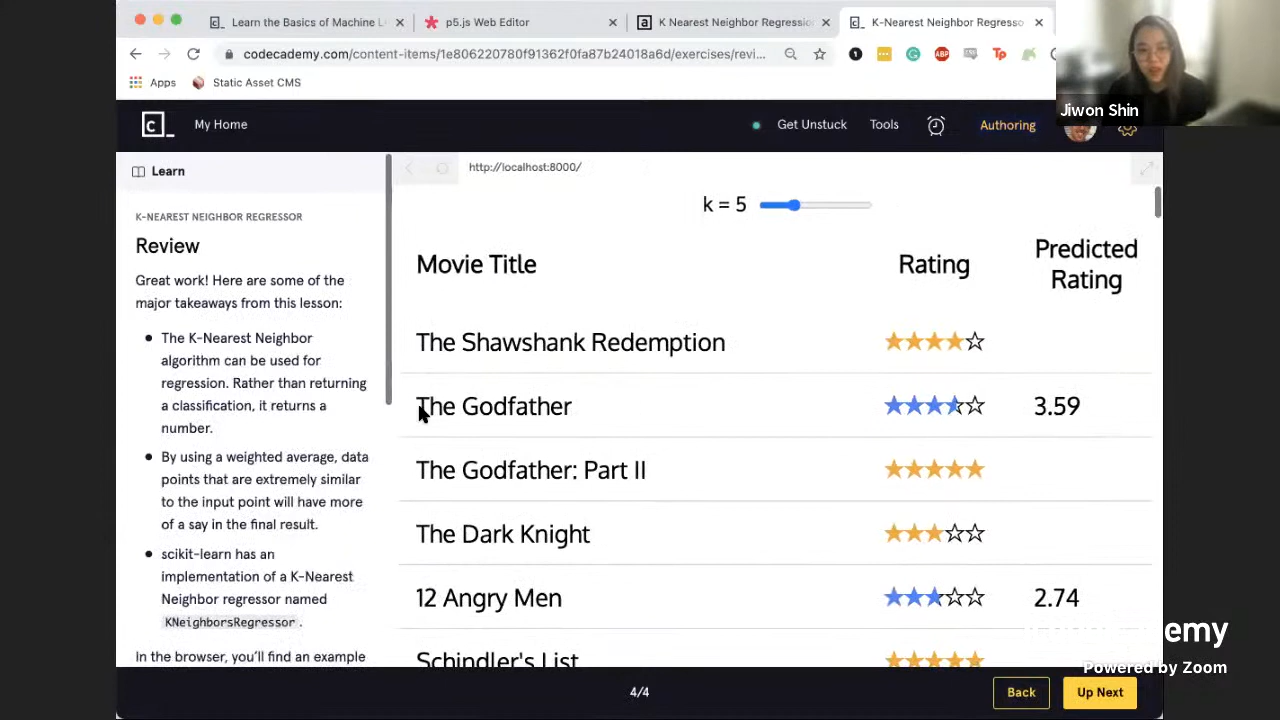 Learn the Basics of Machine L
p5.js Web Editor
K Nearest Neighbor Regression
K-Nearest Neighbor Regresso
codecademy.com/content-items/1e806220780f91362f0fa87b24018a6d/exercises/revi...
Apps
Static Asset CMS
Jiwon Shin
My Home
Get Unstuck
Tools
Authoring
Learn
http://localhost:8000/
K-NEAREST NEIGHBOR REGRESSOR
Review
Great work! Here are some of the
major takeaways from this lesson:
The K-Nearest Neighbor
algorithm can be used for
regression. Rather than returning
a classification, it returns a
number.
By using a weighted average, data
points that are extremely similar
to the input point will have more
of a say in the final result.
scikit-learn has an
implementation of a K-Nearest
Neighbor regressor named
KNeighborsRegressor .
In the browser, you'll find an example
k = 5
Movie Title Rating Predicted
Rating
The Shawshank Redemption
The Godfather 3.59
The Godfather: Part II
The Dark Knight
12 Angry Men 2.74
Schindler's List
4/4
Back
Up Next
emy
Powered by Zoom